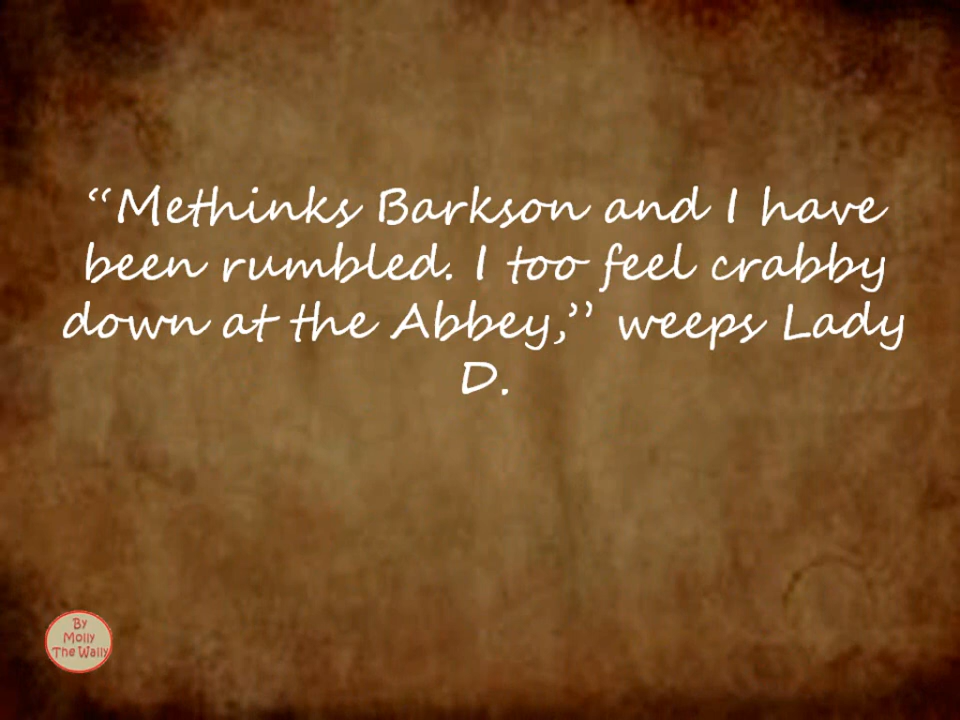 “Methinks Barkson and I have
been rumbled. I too feel crabby
down at the Abbey,” weeps Lady
D.
By
Molly
The Wally